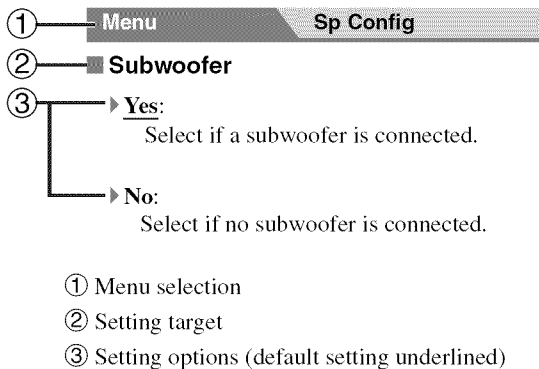 ① Menu Sp Config
② Subwoofer
③ Yes:
Select if a subwoofer is connected.
No:
Select if no subwoofer is connected.
① Menu selection
② Setting target
③ Setting options (default setting underlined)